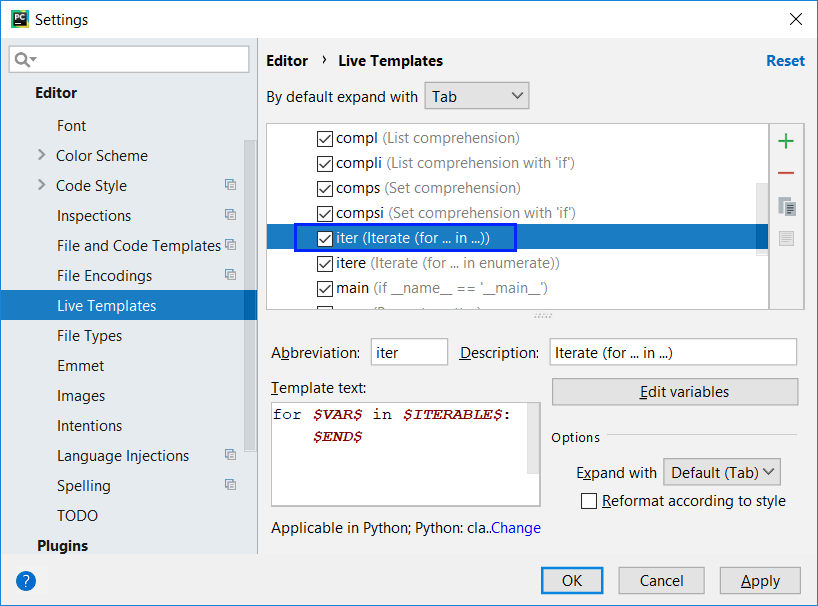 PC Settings
Editor › Live Templates Reset
Editor
By default expand with Tab
Font
Color Scheme
Code Style
Inspections
File and Code Templates
File Encodings
Live Templates
File Types
Emmet
Images
Intentions
Language Injections
Spelling
TODO
Plugins
compl (List comprehension)
compli (List comprehension with 'if')
comps (Set comprehension)
compsi (Set comprehension with 'if')
iter (Iterate (for ... in ...))
itere (Iterate (for ... in enumerate))
main (if __name__ == '__main__')
Abbreviation: iter Description: Iterate (for ... in ...)
Template text:
Edit variables
for $VAR$ in $ITERABLE$:
$END$
Options
Expand with Default (Tab)
Reformat according to style
Applicable in Python; Python: cla..Change
? OK Cancel Apply